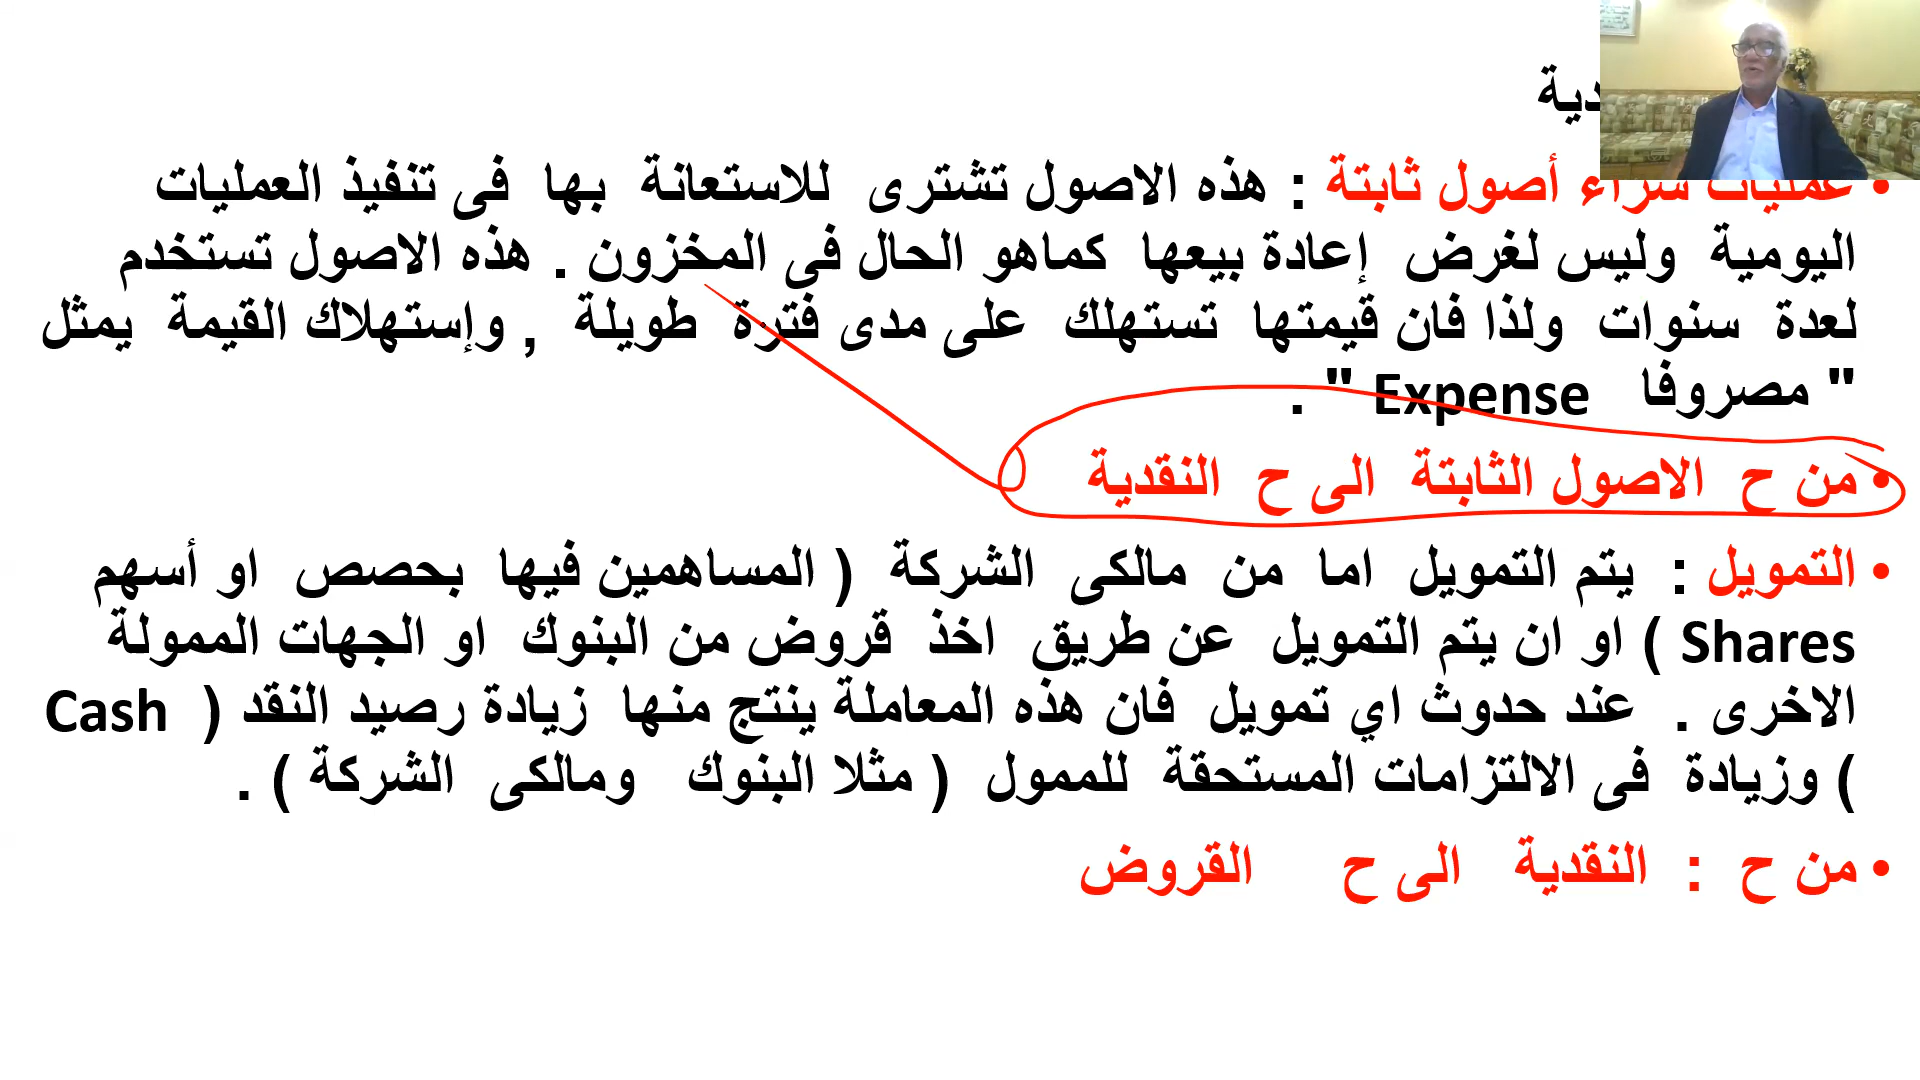 • عمليات شراء أصول ثابتة : هذه الاصول تشترى للاستعانة بها فى تنفيذ العمليات
اليومية وليس لغرض إعادة بيعها كماهو الحال فى المخزون . هذه الاصول تستخدم
لعدة سنوات ولذا فان قيمتها تستهلك على مدى فترة طويلة , وإستهلاك القيمة يمثل
" مصروفا Expense " .
• من ح الاصول الثابتة الى ح النقدية
• التمويل : يتم التمويل اما من مالكى الشركة ( المساهمين فيها بحصص او أسهم
Shares ) او ان يتم التمويل عن طريق اخذ قروض من البنوك او الجهات الممولة
الاخرى . عند حدوث اي تمويل فان هذه المعاملة ينتج منها زيادة رصيد النقد ( Cash
) وزيادة فى الالتزامات المستحقة للممول ( مثلا البنوك ومالكى الشركة ) .
• من ح : النقدية الى ح القروض